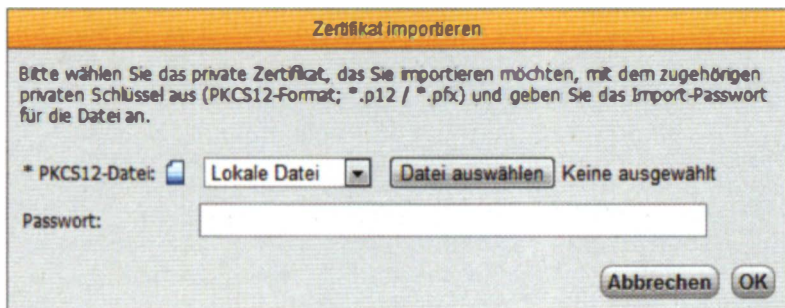 Zertifikat importieren
Bitte wählen Sie das private Zertifikat, das Sie importieren möchten, mit dem zugehörigen
privaten Schlüssel aus (PKCS12-Format; *.p12 / *.pfx) und geben Sie das Import-Passwort
für die Datei an.
* PKCS12-Datei: Lokale Datei Datei auswählen Keine ausgewählt
Passwort:
Abbrechen OK